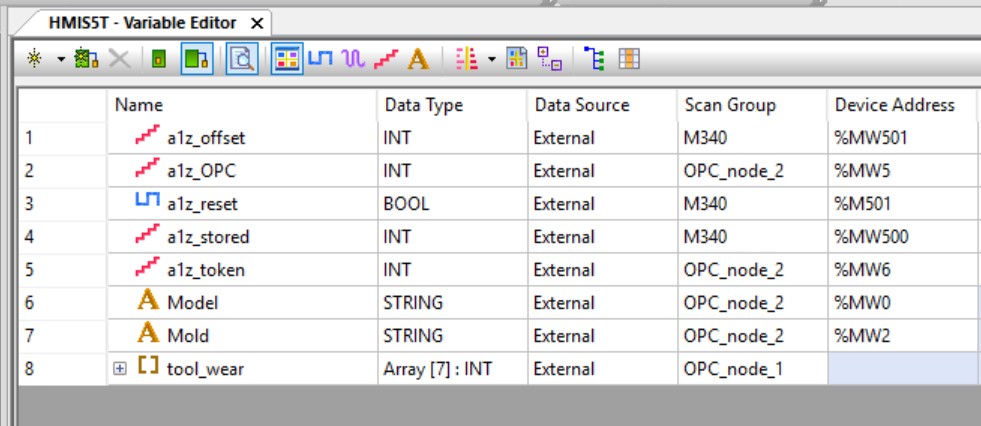 HMIS5T - Variable Editor
Name Data Type Data Source Scan Group Device Address
1 a1z_offset INT External M340 %MW501
2 a1z_OPC INT External OPC_node_2 %MW5
3 a1z_reset BOOL External M340 %M501
4 a1z_stored INT External M340 %MW500
5 a1z_token INT External OPC_node_2 %MW6
6 Model STRING External OPC_node_2 %MW0
7 Mold STRING External OPC_node_2 %MW2
8 tool_wear Array [7] : INT External OPC_node_1